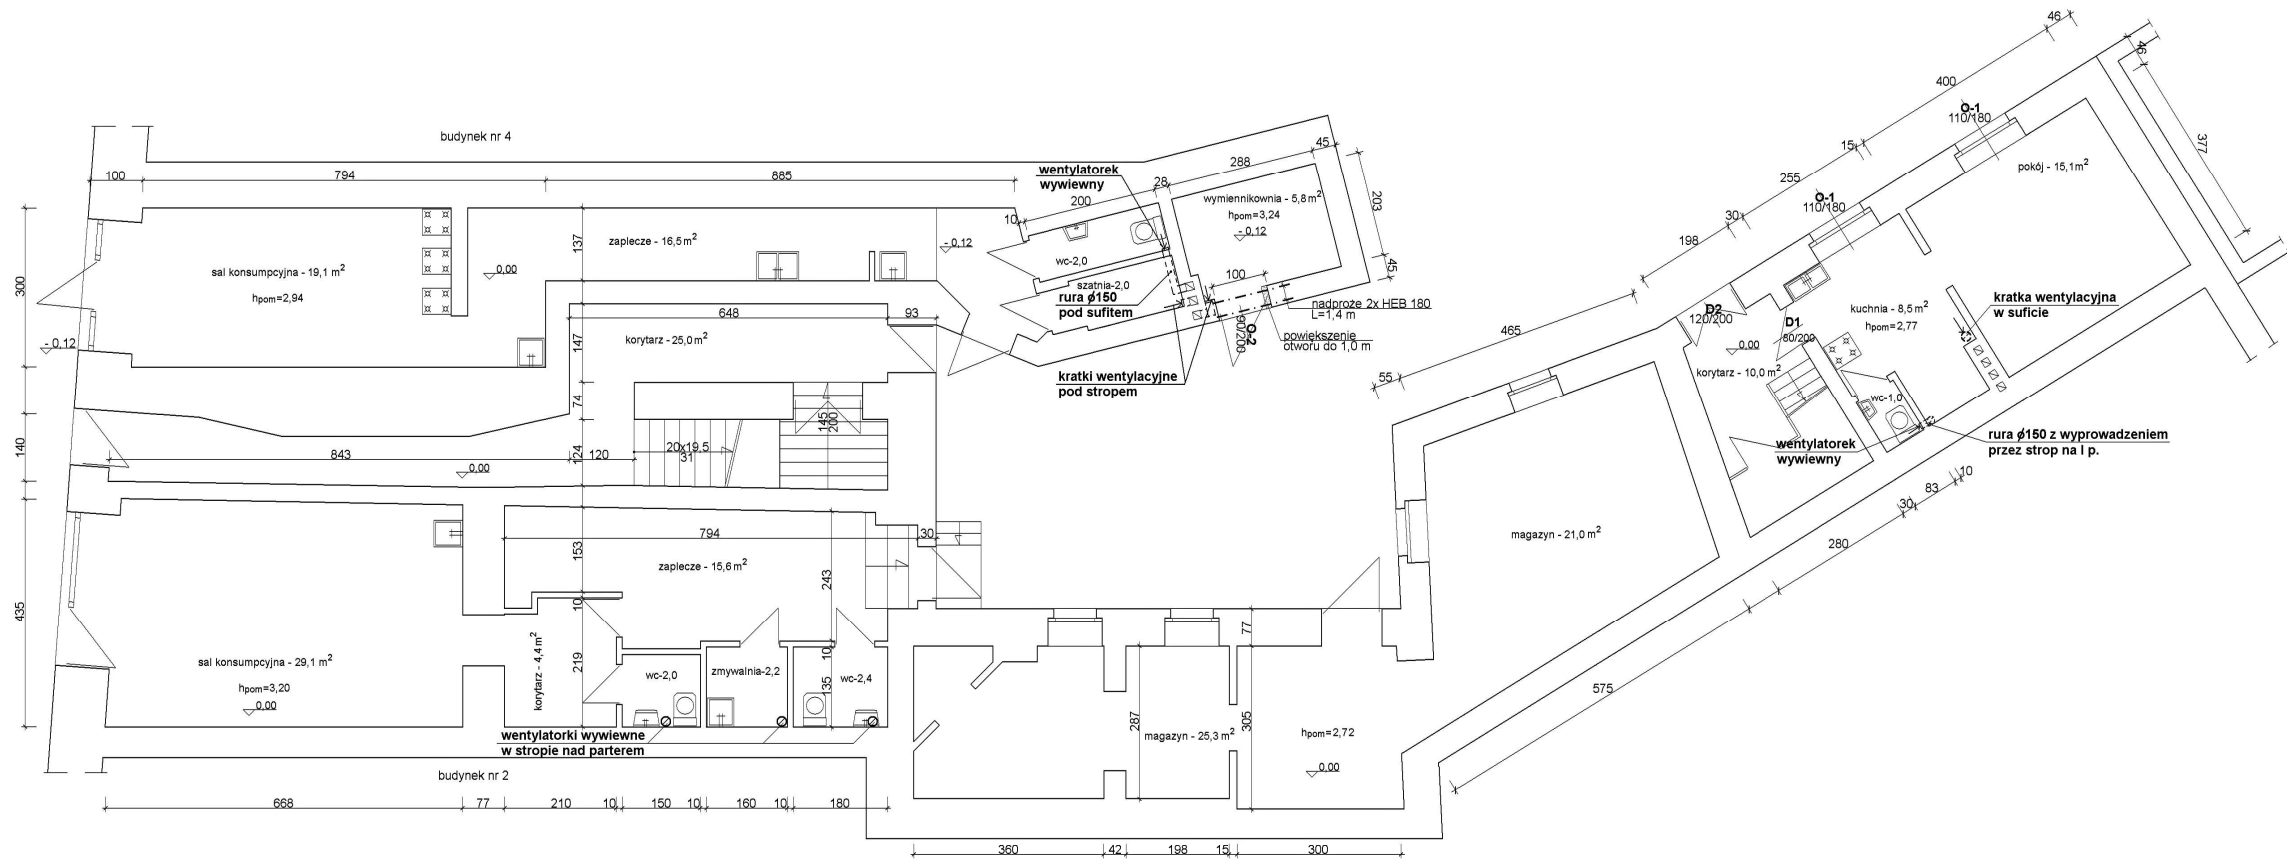 budynek nr 4
100
794
885
sal konsumpcyjna - 19,1 m²
hpom=2,94
0,00
- 0,12
300
140
435
137
zaplecze - 16,5 m²
- 0,12
648
93
147
korytarz - 25,0 m²
74
145
200
20x19,5
31
124
120
843
0,00
wentylatorek
wywiewny
10
200
28
288
45
203
45
wymiennikownia - 5,8 m²
hpom=3,24
- 0,12
wc-2,0
szatnia-2,0
rura ϕ150
pod sufitem
100
90/200
O-2
nadproże 2x HEB 180
L=1,4 m
powiększenie
otworu do 1,0 m
kratki wentylacyjne
pod stropem
sal konsumpcyjna - 29,1 m²
hpom=3,20
0,00
794
30
153
zaplecze - 15,6 m²
243
10
219
korytarz - 4,4 m²
wc-2,0
zmywalnia-2,2
10
135
wc-2,4
wentylatorki wywiewne
w stropie nad parterem
budynek nr 2
668
77
210
10
150
10
160
10
180
77
287
305
magazyn - 25,3 m²
hpom=2,72
0,00
360
42
198
15
300
55
465
magazyn - 21,0 m²
198
30
255
15
400
46
46
377
O-1
110/180
O-1
110/180
pokój - 15,1 m²
kuchnia - 8,5 m²
hpom=2,77
D2
120/200
D1
80/200
0,00
korytarz - 10,0 m²
wc-1,0
kratka wentylacyjna
w suficie
wentylatorek
wywiewny
rura ϕ150 z wyprowadzeniem
przez strop na I p.
10
83
30
280
575